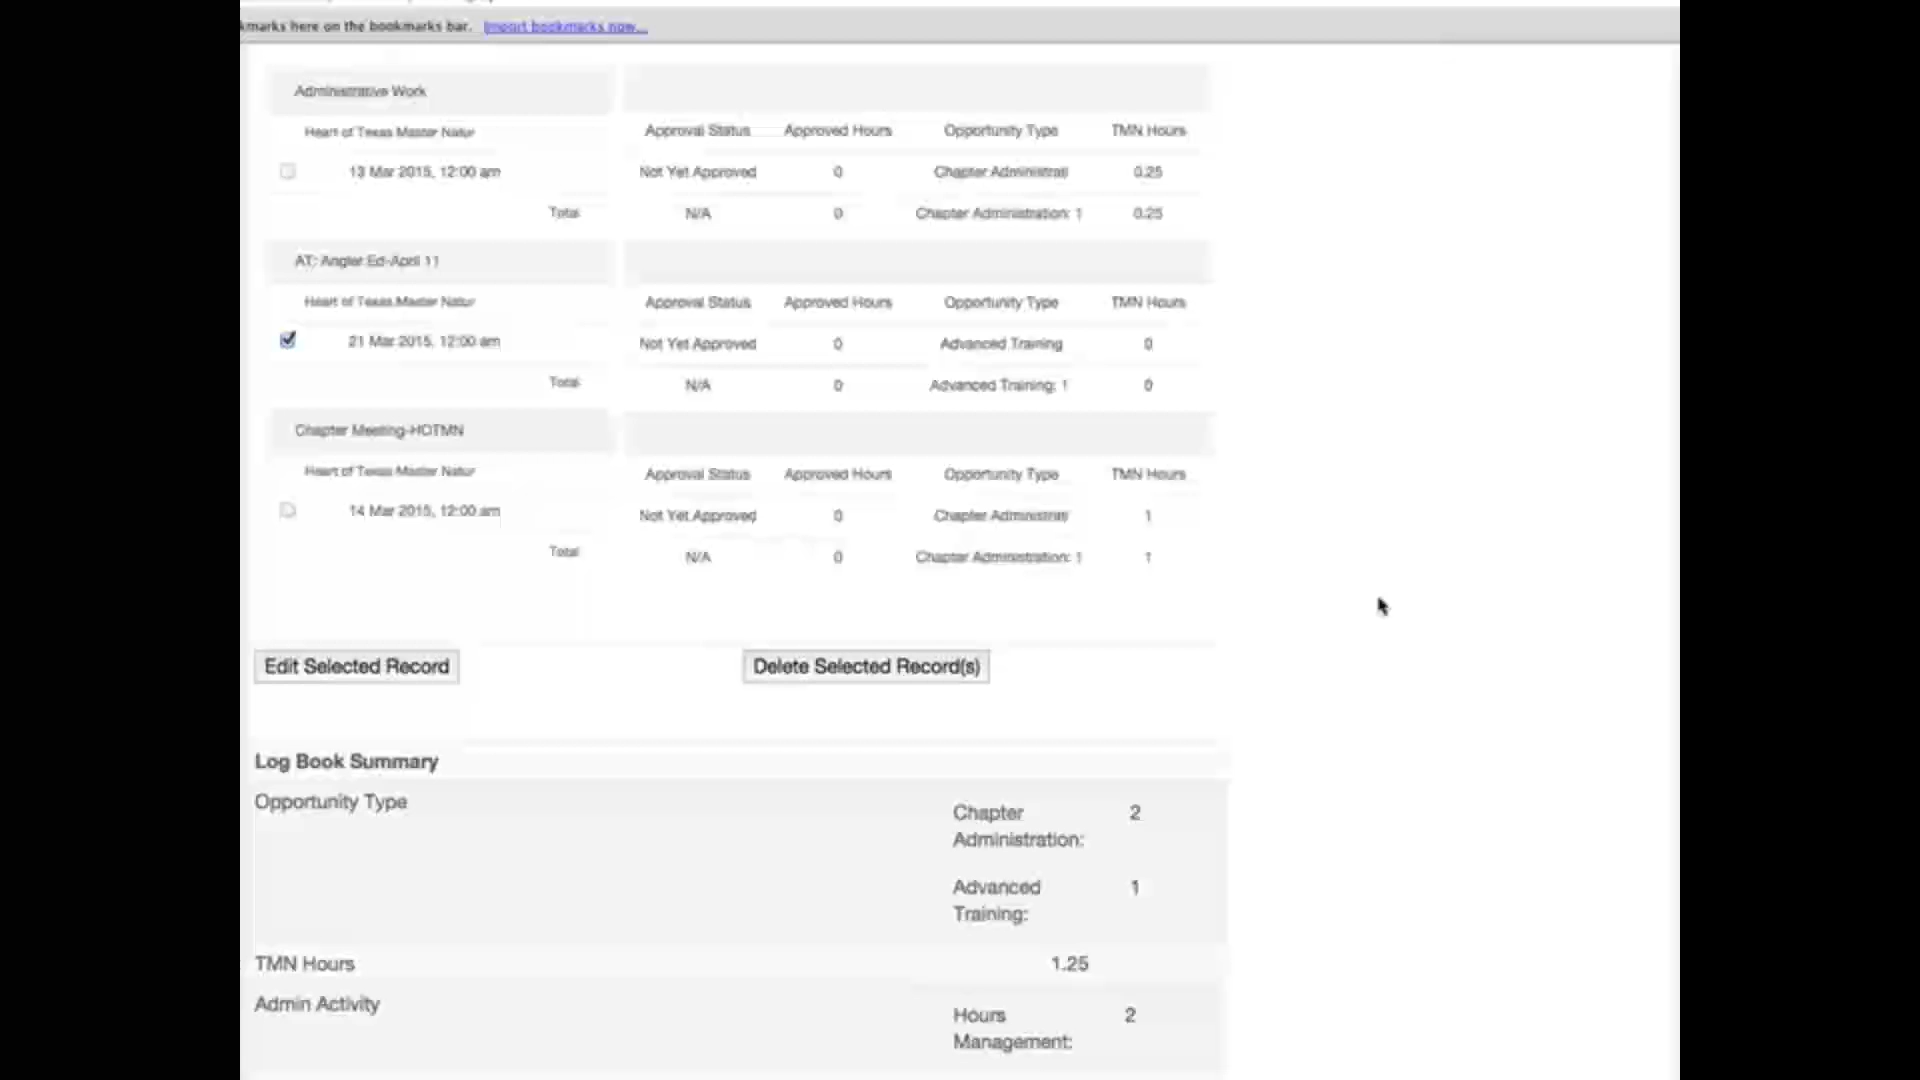 kmarks here on the bookmarks bar. Import bookmarks now...
Administrative Work
Heart of Texas Master Natur Approval Status Approved Hours Opportunity Type TMN Hours
13 Mar 2015, 12:00 am Not Yet Approved 0 Chapter Administrati 0.25
Total N/A 0 Chapter Administration: 1 0.25
AT: Angler Ed-April 11
Heart of Texas Master Natur Approval Status Approved Hours Opportunity Type TMN Hours
21 Mar 2015, 12:00 am Not Yet Approved 0 Advanced Training 0
Total N/A 0 Advanced Training: 1 0
Chapter Meeting-HOTMN
Heart of Texas Master Natur Approval Status Approved Hours Opportunity Type TMN Hours
14 Mar 2015, 12:00 am Not Yet Approved 0 Chapter Administrati 1
Total N/A 0 Chapter Administration: 1 1
Edit Selected Record Delete Selected Record(s)
Log Book Summary
Opportunity Type
Chapter 2
Administration:
Advanced 1
Training:
TMN Hours 1.25
Admin Activity
Hours 2
Management: